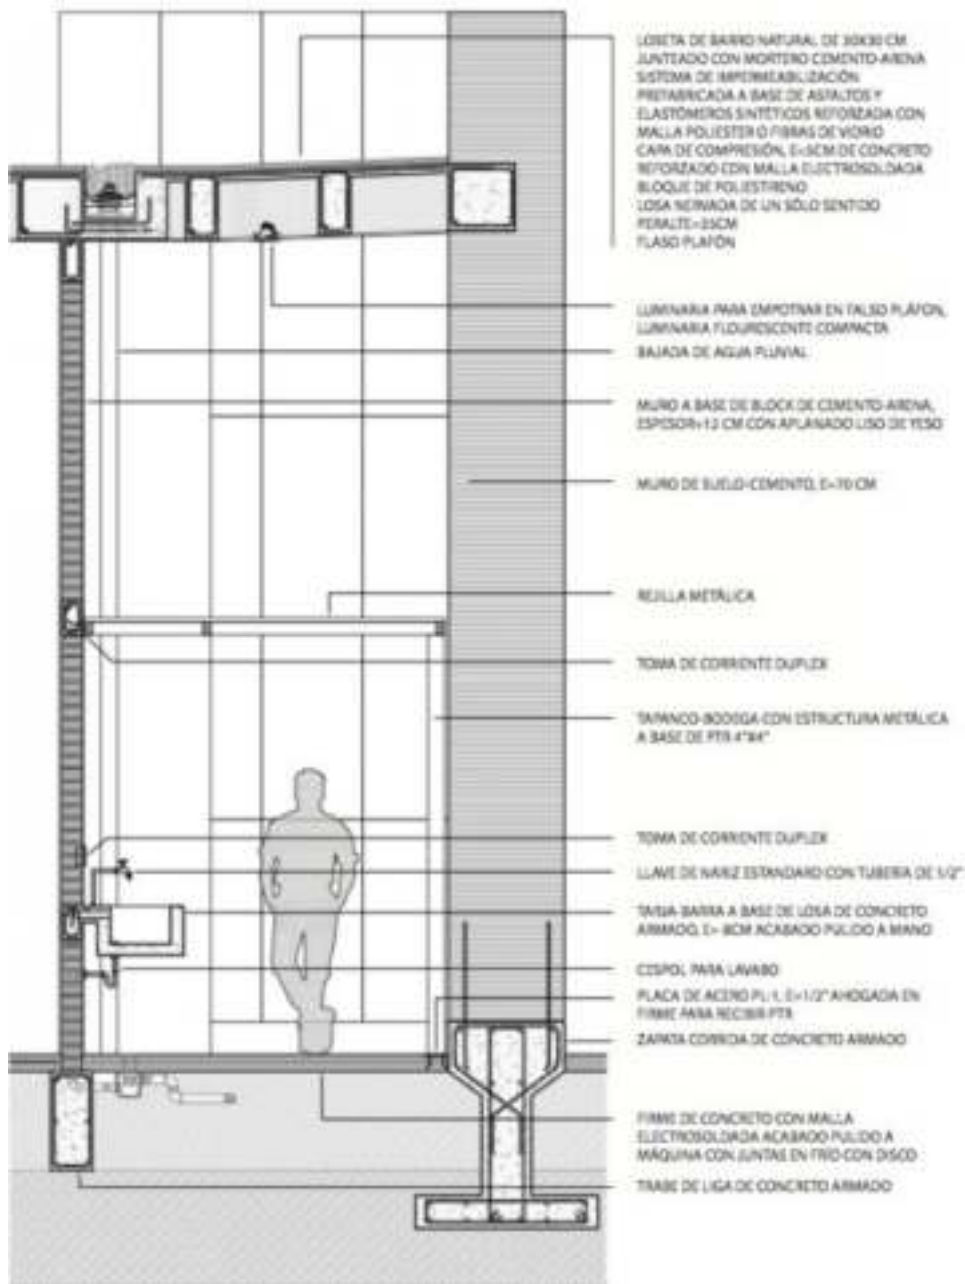 LOSETA DE BARRO NATURAL DE 30X30 CM
JUNTEADO CON MORTERO CEMENTO-ARENA
SISTEMA DE IMPERMEABILIZACIÓN
PREFABRICADA A BASE DE ASFALTOS Y
ELASTÓMEROS SINTÉTICOS REFORZADA CON
MALLA POLIESTER O FIBRAS DE VIDRIO
CAPA DE COMPRESIÓN, E=5CM DE CONCRETO
REFORZADO CON MALLA ELECTROSOLDADA
BLOQUE DE POLIESTIRENO
LOSA NERVADA DE UN SÓLO SENTIDO
PERALTE=35CM
FLASO PLAFÓN
LUMINARIA PARA EMPOTRAR EN FALSO PLAFON,
LUMINARIA FLOURESCENTE COMPACTA
BAJADA DE AGUA PLUVIAL
MURO A BASE DE BLOCK DE CEMENTO-ARENA,
ESPESOR=12 CM CON APLANADO LISO DE YESO
MURO DE SUELO-CEMENTO, E=70 CM
REJILLA METÁLICA
TOMA DE CORRIENTE DUPLEX
TAPANCO-BODEGA CON ESTRUCTURA METÁLICA
A BASE DE PTR 4"X4"
TOMA DE CORRIENTE DUPLEX
LLAVE DE NARIZ ESTANDARD CON TUBERÍA DE 1/2"
TARJA BARRA A BASE DE LOSA DE CONCRETO
ARMADO, E= 8CM ACABADO PULIDO A MANO
CESPOL PARA LAVABO
PLACA DE ACERO PL-1, E=1/2" AHOGADA EN
FIRME PARA RECIBIR PTR
ZAPATA CORRIDA DE CONCRETO ARMADO
FIRME DE CONCRETO CON MALLA
ELECTROSOLDADA ACABADO PULIDO A
MÁQUINA CON JUNTAS EN FRÍO CON DISCO
TRABE DE LIGA DE CONCRETO ARMADO